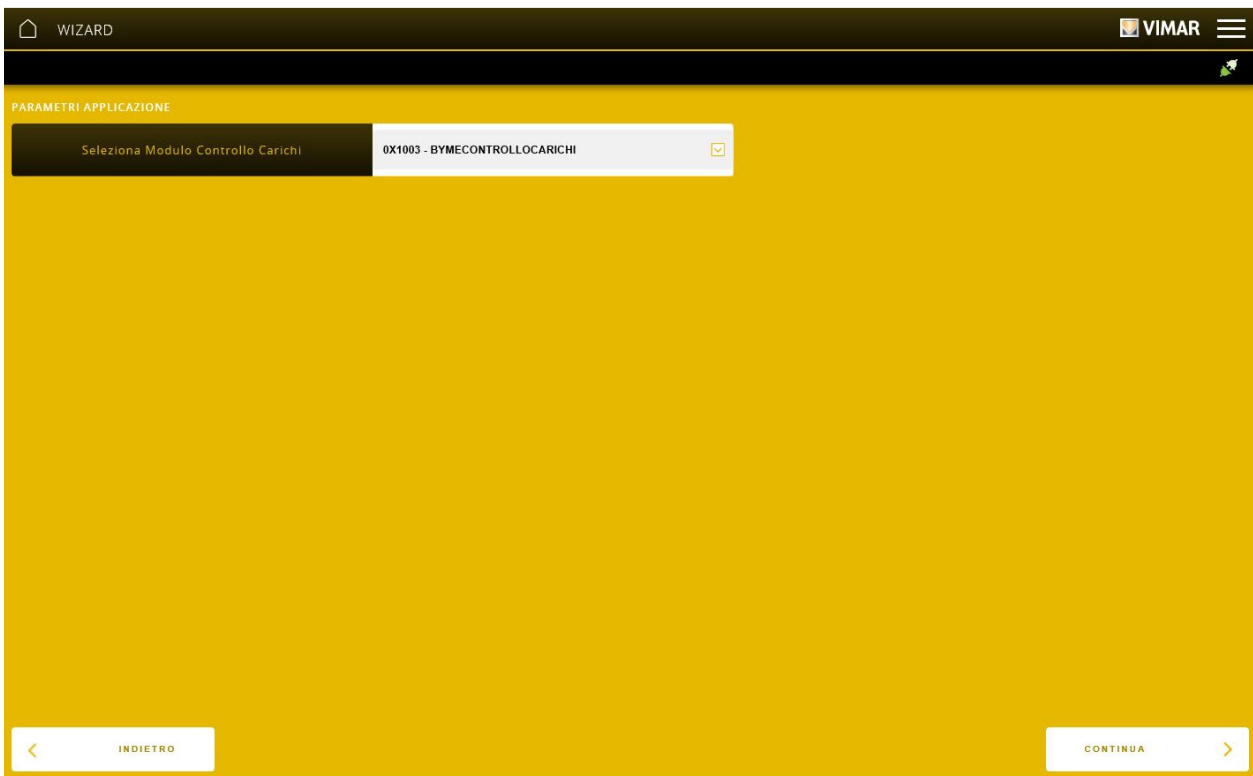 WIZARD
VIMAR
PARAMETRI APPLICAZIONE
Seleziona Modulo Controllo Carichi
0X1003 - BYMECONTROLLOCARICHI
INDIETRO
CONTINUA